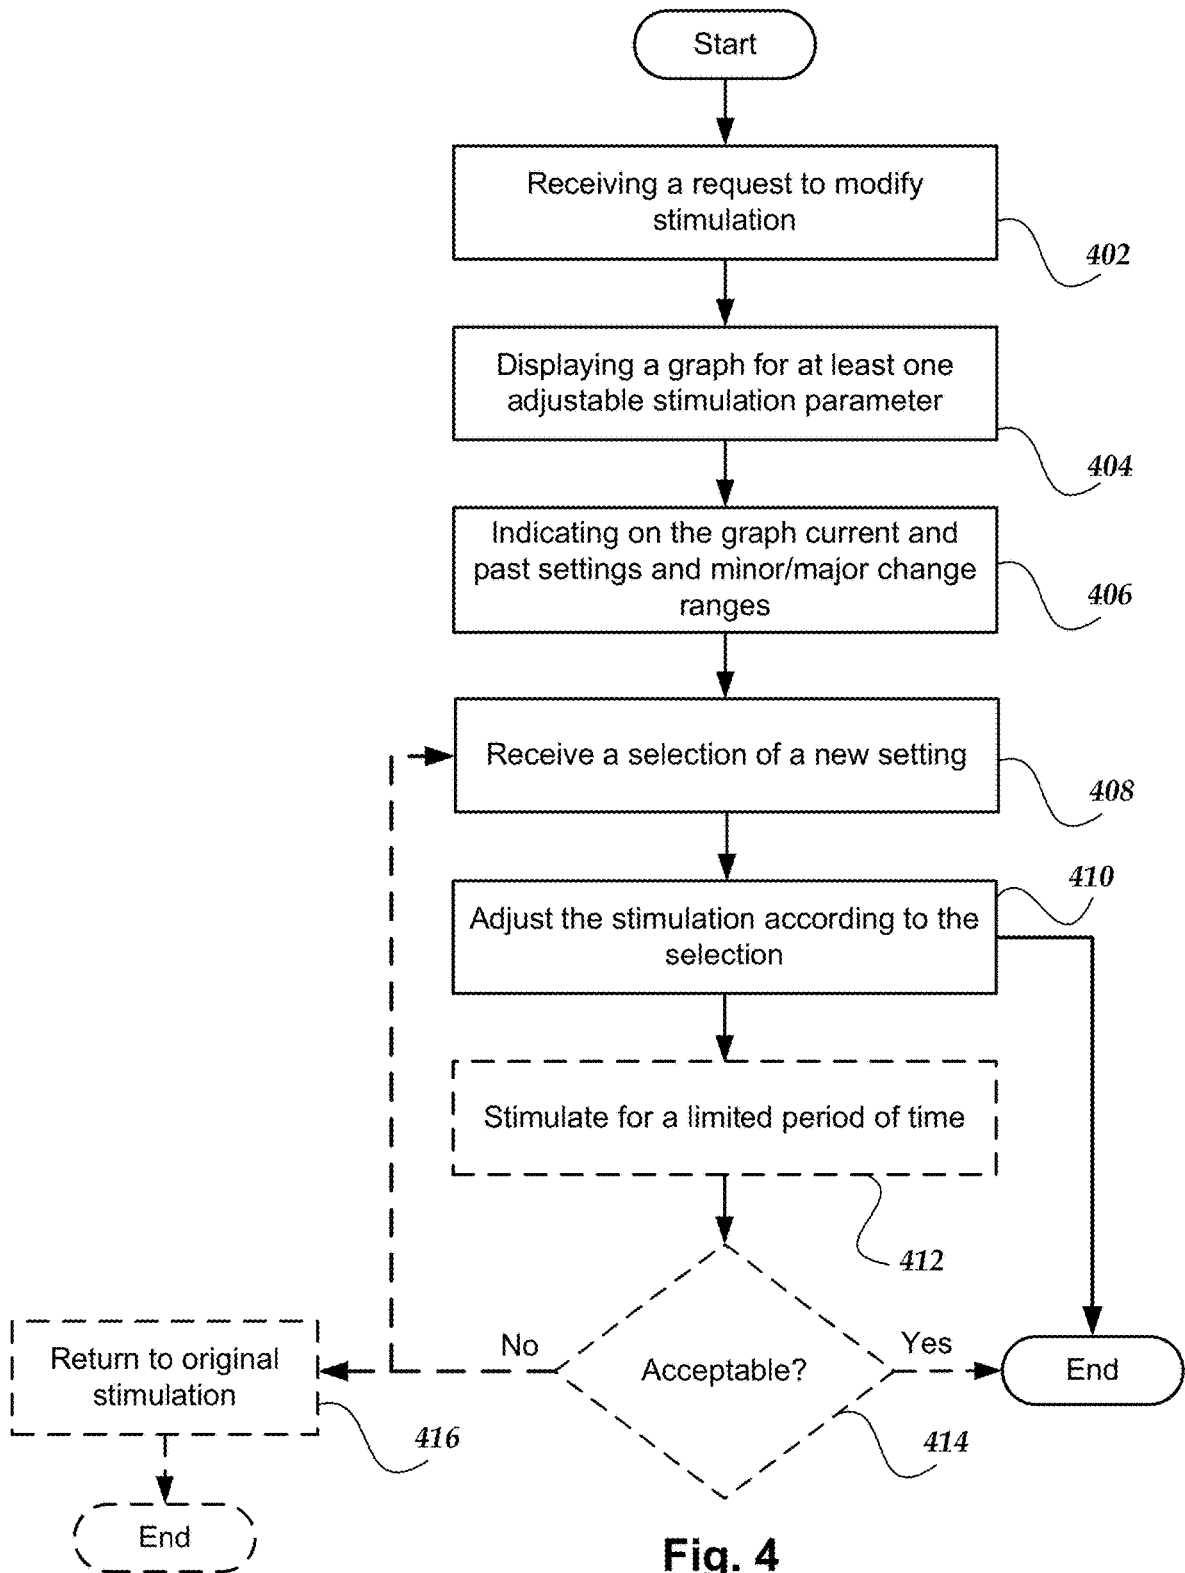 Start
Receiving a request to modify
stimulation
402
Displaying a graph for at least one
adjustable stimulation parameter
404
Indicating on the graph current and
past settings and minor/major change
ranges
406
Receive a selection of a new setting
408
410
Adjust the stimulation according to the
selection
Stimulate for a limited period of time
412
No
Yes
Return to original
stimulation
Acceptable?
End
416
414
End
Fig. 4